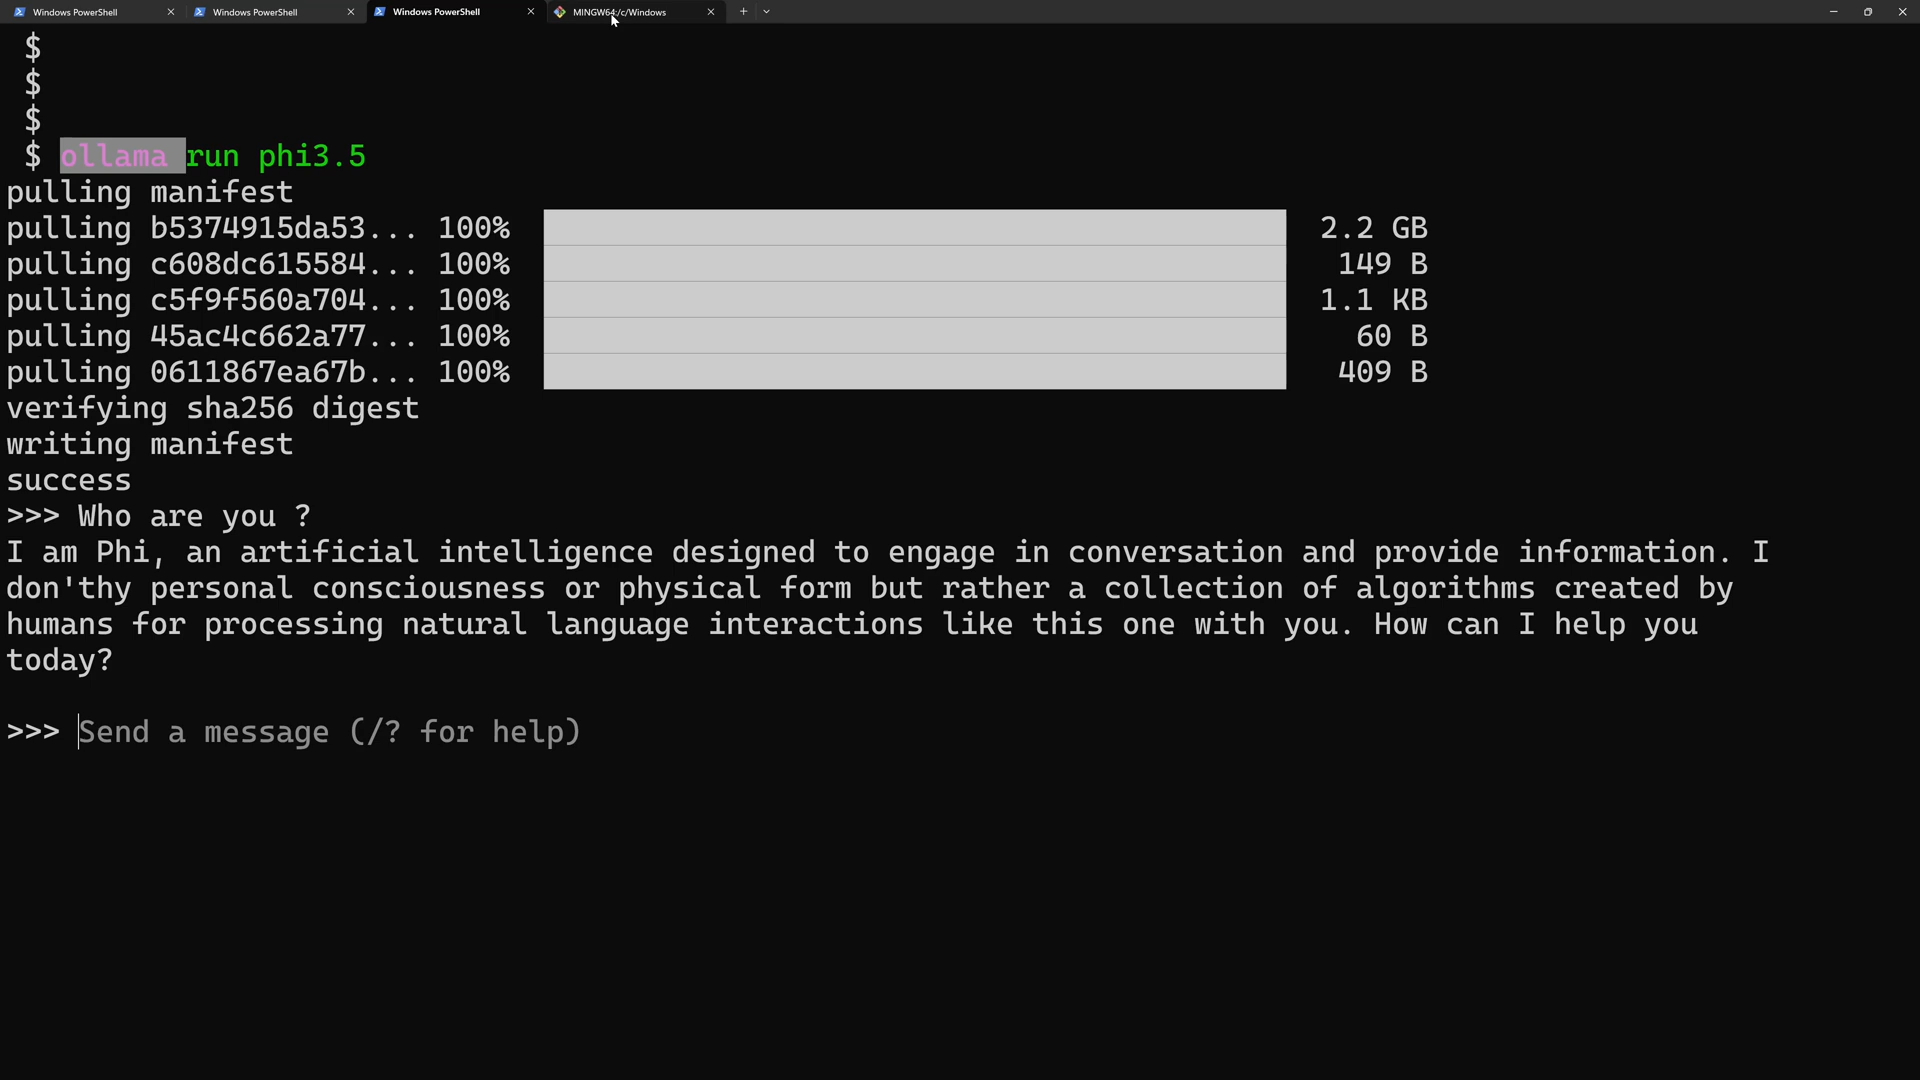 Windows PowerShell Windows PowerShell Windows PowerShell MINGW64:/c/Windows
$
$
$
$ ollama run phi3.5
pulling manifest
pulling b5374915da53... 100% 2.2 GB
pulling c608dc615584... 100% 149 B
pulling c5f9f560a704... 100% 1.1 KB
pulling 45ac4c662a77... 100% 60 B
pulling 0611867ea67b... 100% 409 B
verifying sha256 digest
writing manifest
success
>>> Who are you ?
I am Phi, an artificial intelligence designed to engage in conversation and provide information. I
don'thy personal consciousness or physical form but rather a collection of algorithms created by
humans for processing natural language interactions like this one with you. How can I help you
today?
>>> Send a message (/? for help)